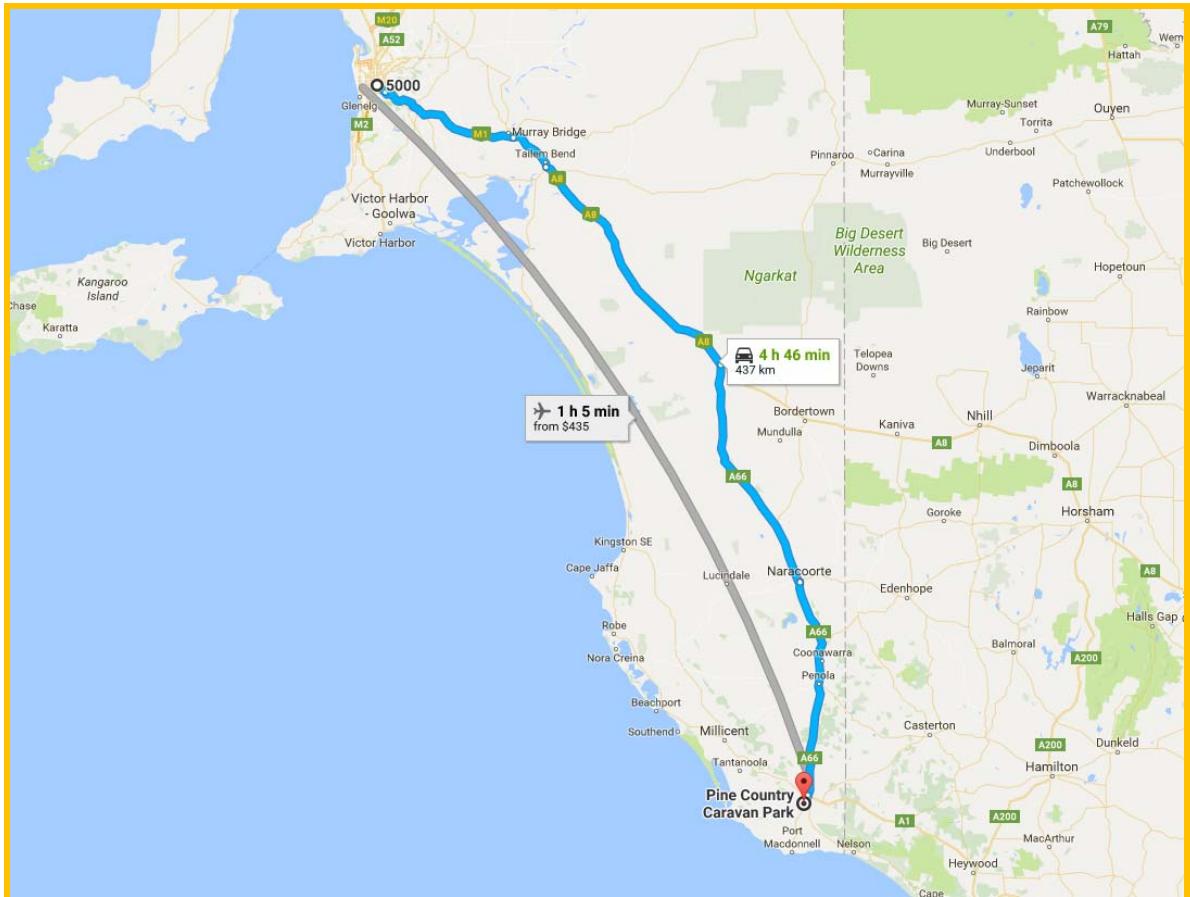 M20
A52
A79
Wem
Hattah
5000
Glenelg
M2
M1
Murray Bridge
Tailem Bend
A8
A8
Murray-Sunset
Ouyen
Torrita
Underbool
Pinnaroo
Carina
Murrayville
Patchewollock
Victor Harbor
- Goolwa
Victor Harbor
Big Desert
Wilderness
Area
Big Desert
Ngarkat
Hopetoun
Kangaroo
Island
Chase
Karatta
Rainbow
A8
4 h 46 min
437 km
Telopea
Downs
Jeparit
Warracknabeal
1 h 5 min
from $435
Bordertown
Mundulla
Kaniva
Nhill
A8
Dimboola
A66
A8
Goroke
Horsham
Kingston SE
Cape Jaffa
Lucindale
Naracoorte
Edenhope
A8
Halls Gap
Robe
Nora Creina
A66
Coonawarra
Penola
Balmoral
A200
Beachport
Southend
Millicent
Casterton
A200
Dunkeld
Tantanoola
A66
Hamilton
Pine Country
Caravan Park
A1
A200
Port
Macdonnell
Nelson
MacArthur
Heywood
Cape